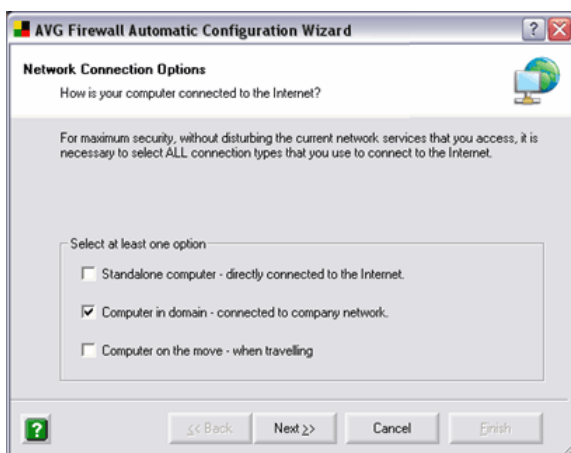 AVG Firewall Automatic Configuration Wizard
Network Connection Options
How is your computer connected to the Internet?
For maximum security, without disturbing the current network services that you access, it is
necessary to select ALL connection types that you use to connect to the Internet.
Select at least one option
Standalone computer - directly connected to the Internet.
Computer in domain - connected to company network.
Computer on the move - when travelling
<< Back Next >> Cancel Finish